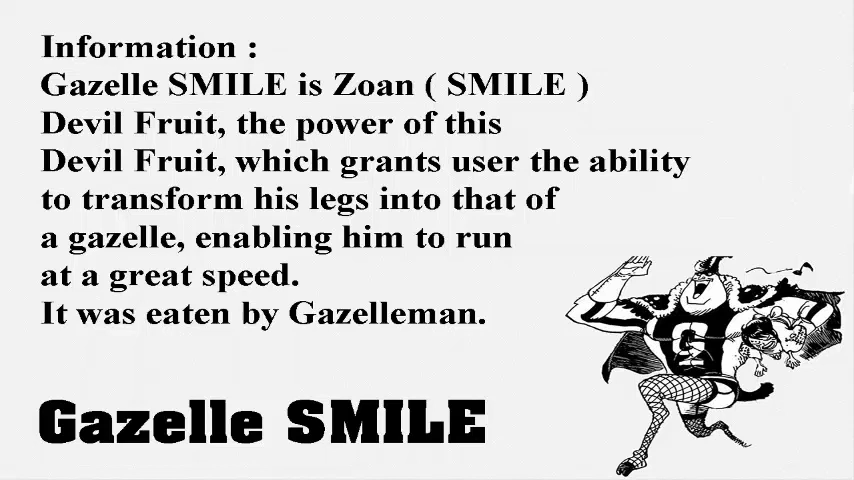 Information :
Gazelle SMILE is Zoan ( SMILE )
Devil Fruit, the power of this
Devil Fruit, which grants user the ability
to transform his legs into that of
a gazelle, enabling him to run
at a great speed.
It was eaten by Gazelleman.
G
Gazelle SMILE